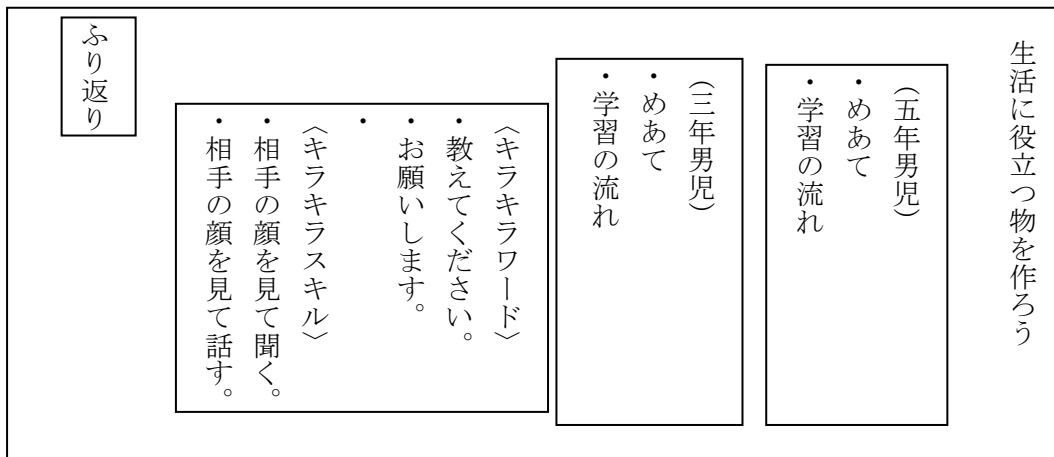 生活に役立つ物を作ろう
（五年男児）
・めあて
・学習の流れ
（三年男児）
・めあて
・学習の流れ
〈キラキラワード〉
・教えてください。
・お願いします。
・
〈キラキラスキル〉
・相手の顔を見て聞く。
・相手の顔を見て話す。
ふり返り